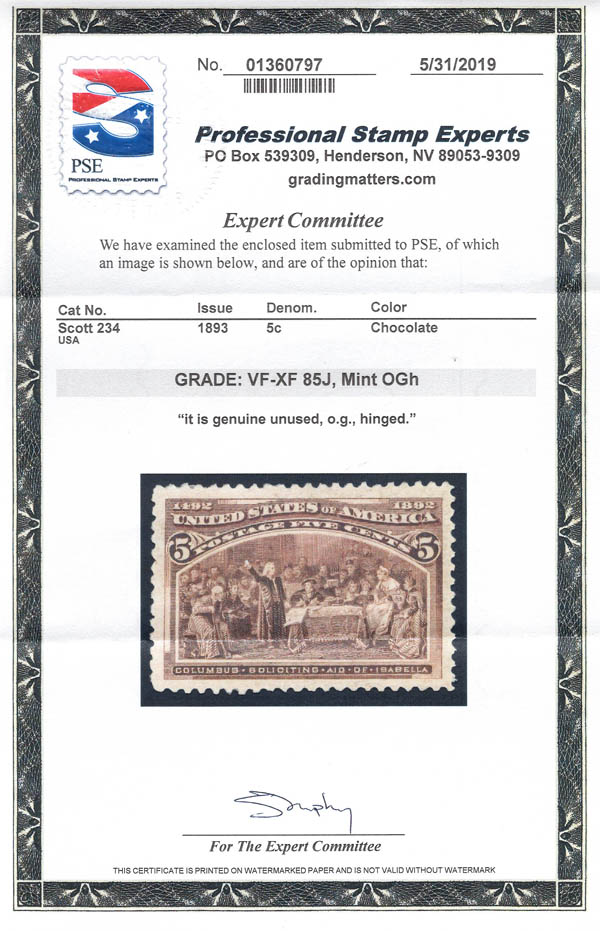 No. 01360797 5/31/2019
PSE
PROFESSIONAL STAMP EXPERTS
Professional Stamp Experts
PO Box 539309, Henderson, NV 89053-9309
gradingmatters.com
Expert Committee
We have examined the enclosed item submitted to PSE, of which
an image is shown below, and are of the opinion that:
Cat No. Issue Denom. Color
Scott 234 1893 5c Chocolate
USA
GRADE: VF-XF 85J, Mint OGh
“it is genuine unused, o.g., hinged.”
1492 1892
UNITED STATES OF AMERICA
5 POSTAGE FIVE CENTS 5
COLUMBUS · SOLICITING · AID · OF · ISABELLA
For The Expert Committee
THIS CERTIFICATE IS PRINTED ON WATERMARKED PAPER AND IS NOT VALID WITHOUT WATERMARK